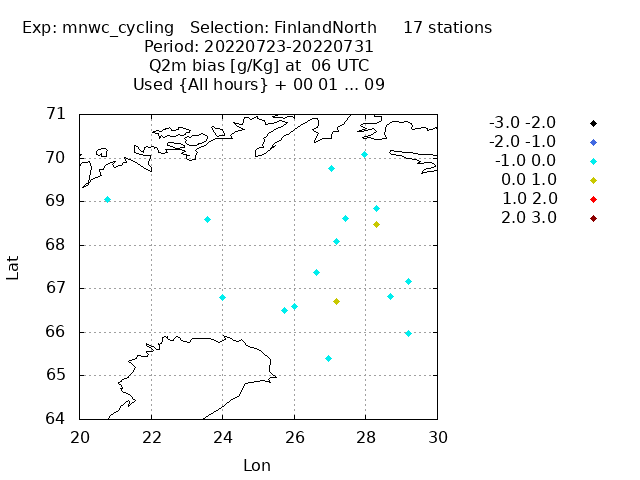 Exp: mnwc_cycling   Selection: FinlandNorth     17 stations
Period: 20220723-20220731
Q2m bias [g/Kg] at  06 UTC
Used {All hours} + 00 01 ... 09
71
70
69
68
67
66
65
64
Lat
20 22 24 26 28 30
Lon
-3.0 -2.0
-2.0 -1.0
-1.0 0.0
0.0 1.0
1.0 2.0
2.0 3.0